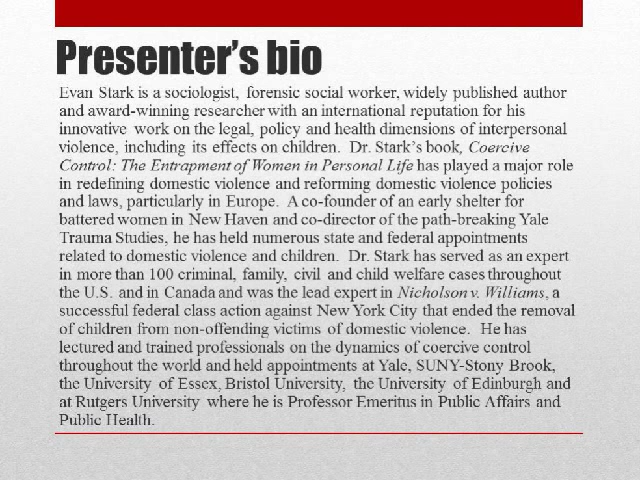 Presenter's bio
Evan Stark is a sociologist, forensic social worker, widely published author
and award-winning researcher with an international reputation for his
innovative work on the legal, policy and health dimensions of interpersonal
violence, including its effects on children. Dr. Stark's book, Coercive
Control: The Entrapment of Women in Personal Life has played a major role
in redefining domestic violence and reforming domestic violence policies
and laws, particularly in Europe. A co-founder of an early shelter for
battered women in New Haven and co-director of the path-breaking Yale
Trauma Studies, he has held numerous state and federal appointments
related to domestic violence and children. Dr. Stark has served as an expert
in more than 100 criminal, family, civil and child welfare cases throughout
the U.S. and in Canada and was the lead expert in Nicholson v. Williams, a
successful federal class action against New York City that ended the removal
of children from non-offending victims of domestic violence. He has
lectured and trained professionals on the dynamics of coercive control
throughout the world and held appointments at Yale, SUNY-Stony Brook,
the University of Essex, Bristol University, the University of Edinburgh and
at Rutgers University where he is Professor Emeritus in Public Affairs and
Public Health.